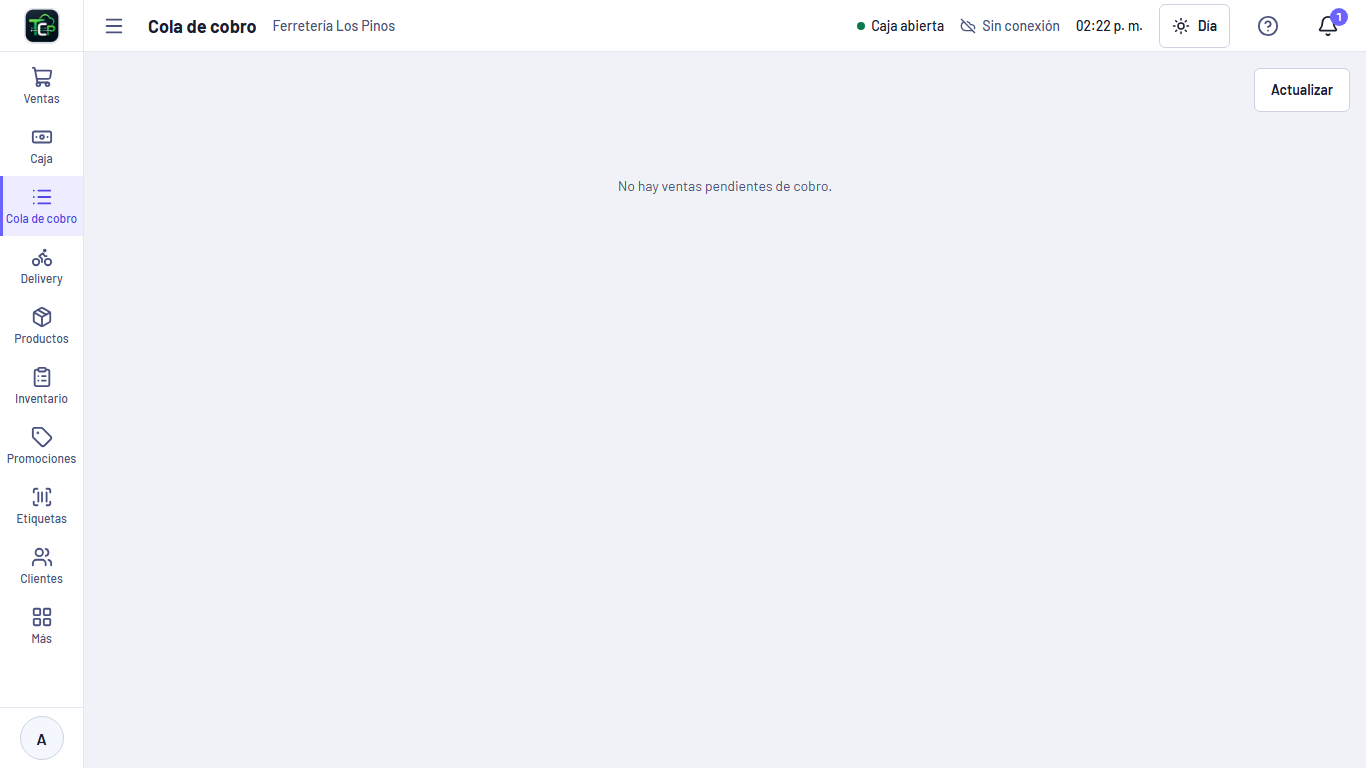 TCP
Cola de cobro
Ferretería Los Pinos
Caja abierta
Sin conexión
02:22 p. m.
Día
1
Ventas
Caja
Cola de cobro
Delivery
Productos
Inventario
Promociones
Etiquetas
Clientes
Más
A
Actualizar
No hay ventas pendientes de cobro.